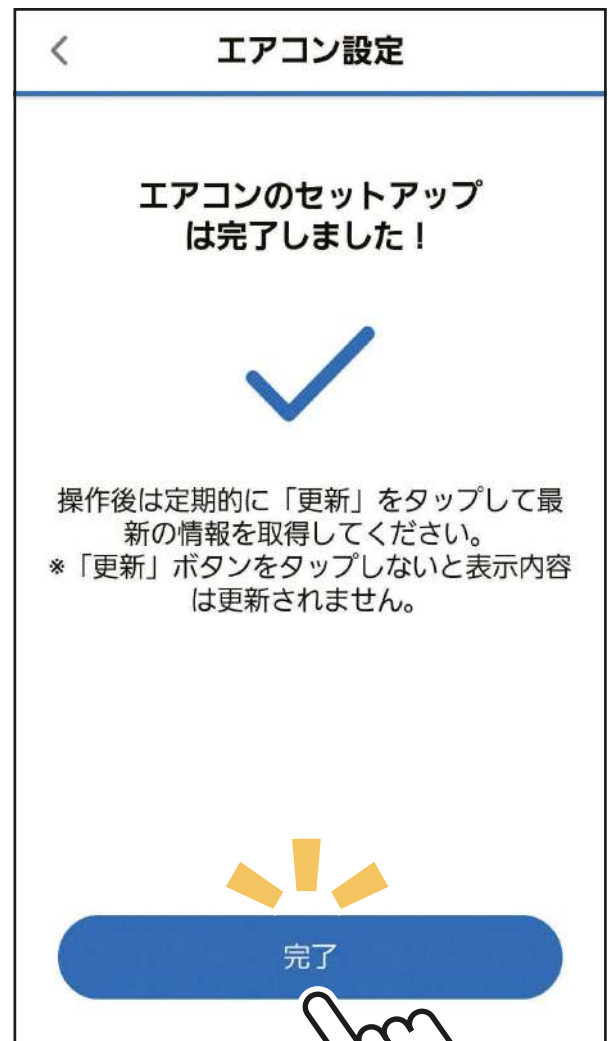 エアコン設定
エアコンのセットアップ
は完了しました！
操作後は定期的に「更新」をタップして最
新の情報を取得してください。
※「更新」ボタンをタップしないと表示内容
は更新されません。
完了